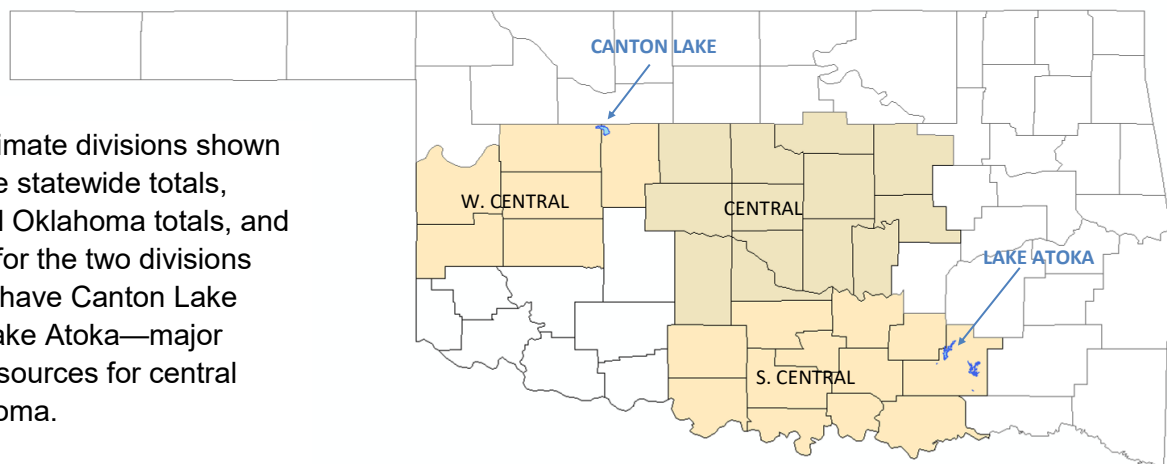 CANTON LAKE
imate divisions shown
e statewide totals,
Oklahoma totals, and
for the two divisions
have Canton Lake
ake Atoka—major
sources for central
oma.
W. CENTRAL
CENTRAL
LAKE ATOKA
S. CENTRAL